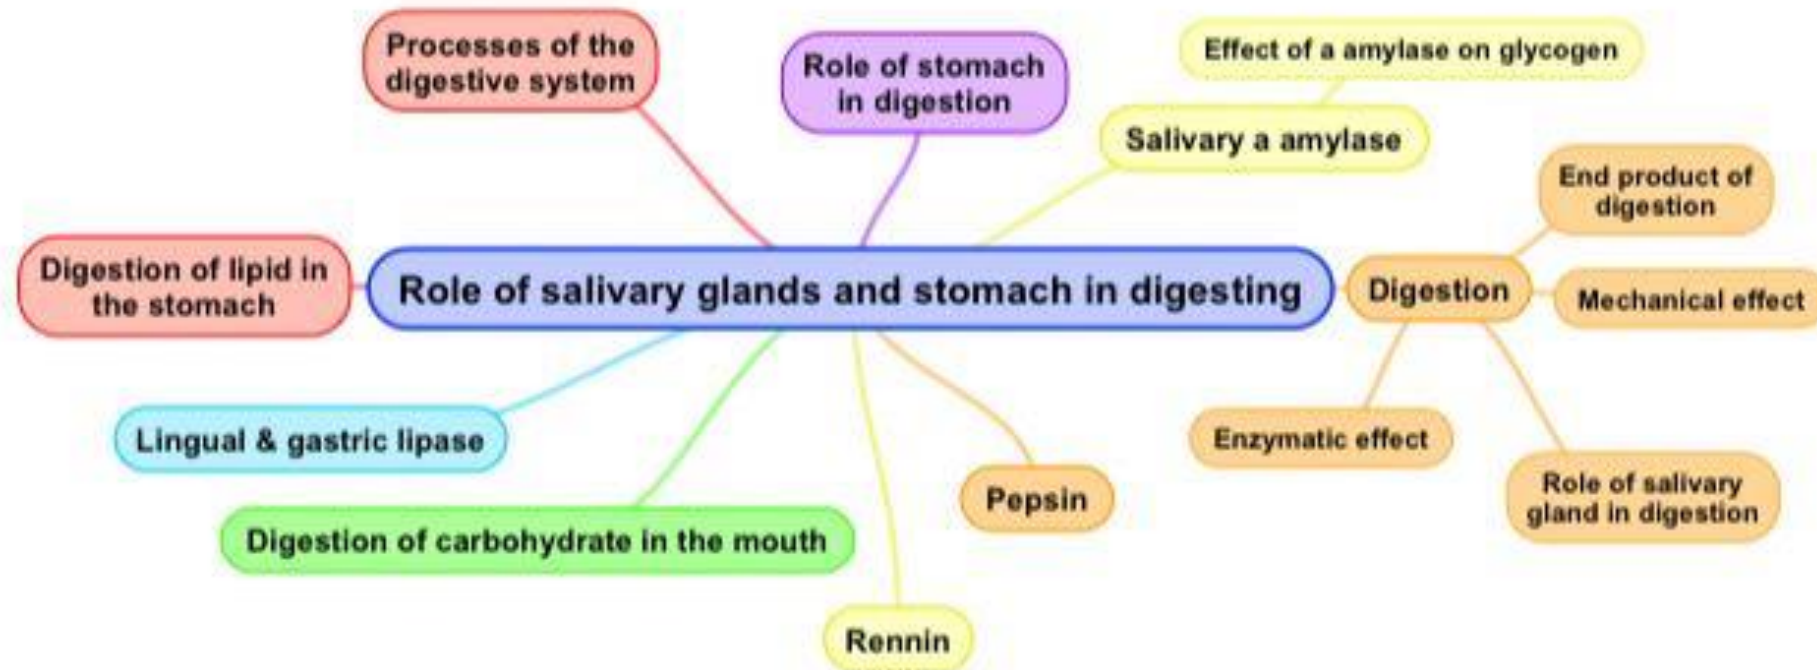 Processes of the
digestive system
Role of stomach
in digestion
Effect of a amylase on glycogen
Salivary a amylase
End product of
digestion
Digestion of lipid in
the stomach
Role of salivary glands and stomach in digesting
Digestion
Mechanical effect
Lingual & gastric lipase
Enzymatic effect
Pepsin
Role of salivary
gland in digestion
Digestion of carbohydrate in the mouth
Rennin